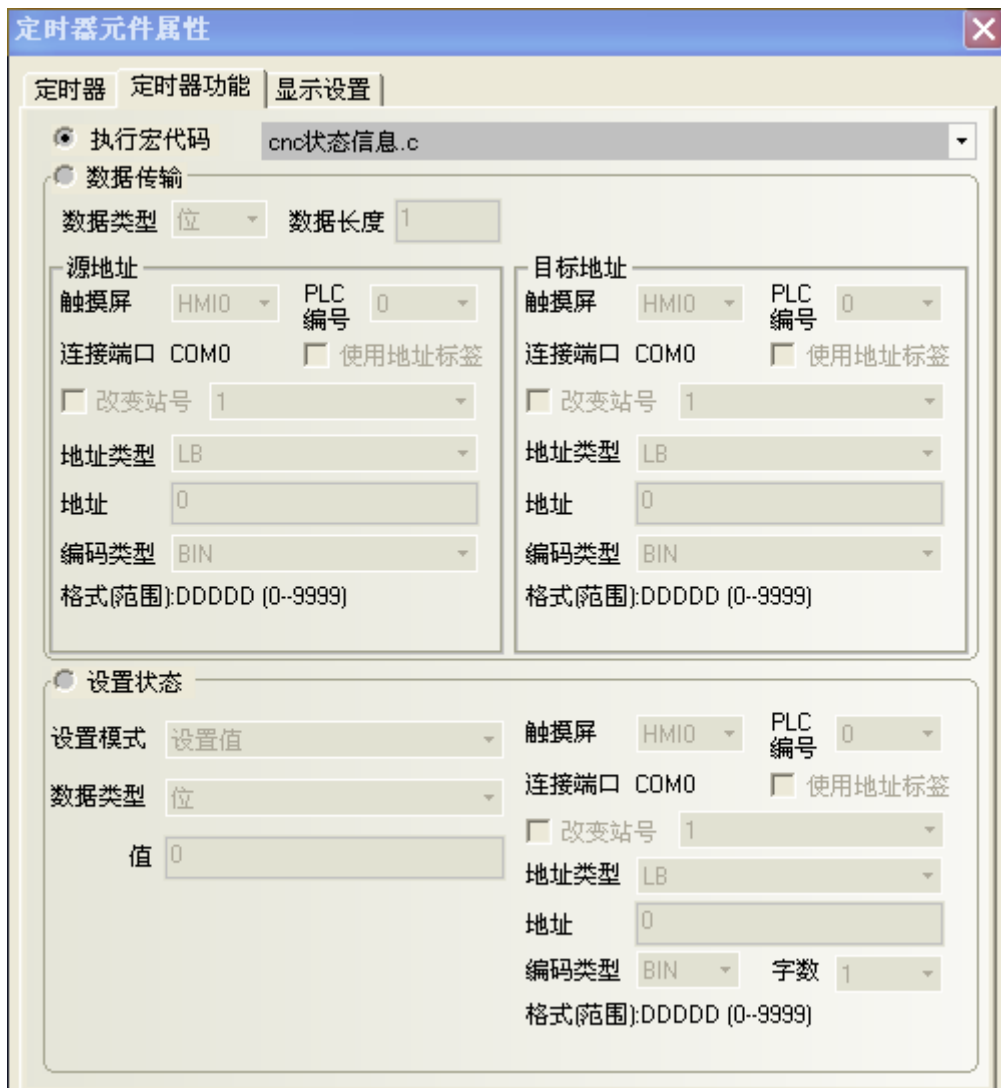 定时器元件属性
定时器 定时器功能 显示设置
执行宏代码 cnc状态信息.c
数据传输
数据类型 位 数据长度 1
源地址
触摸屏 HMI0 PLC编号 0
连接端口 COM0 使用地址标签
改变站号 1
地址类型 LB
地址 0
编码类型 BIN
格式(范围):DDDDD (0--9999)
目标地址
触摸屏 HMI0 PLC编号 0
连接端口 COM0 使用地址标签
改变站号 1
地址类型 LB
地址 0
编码类型 BIN
格式(范围):DDDDD (0--9999)
设置状态
设置模式 设置值
数据类型 位
值 0
触摸屏 HMI0 PLC编号 0
连接端口 COM0 使用地址标签
改变站号 1
地址类型 LB
地址 0
编码类型 BIN 字数 1
格式(范围):DDDDD (0--9999)